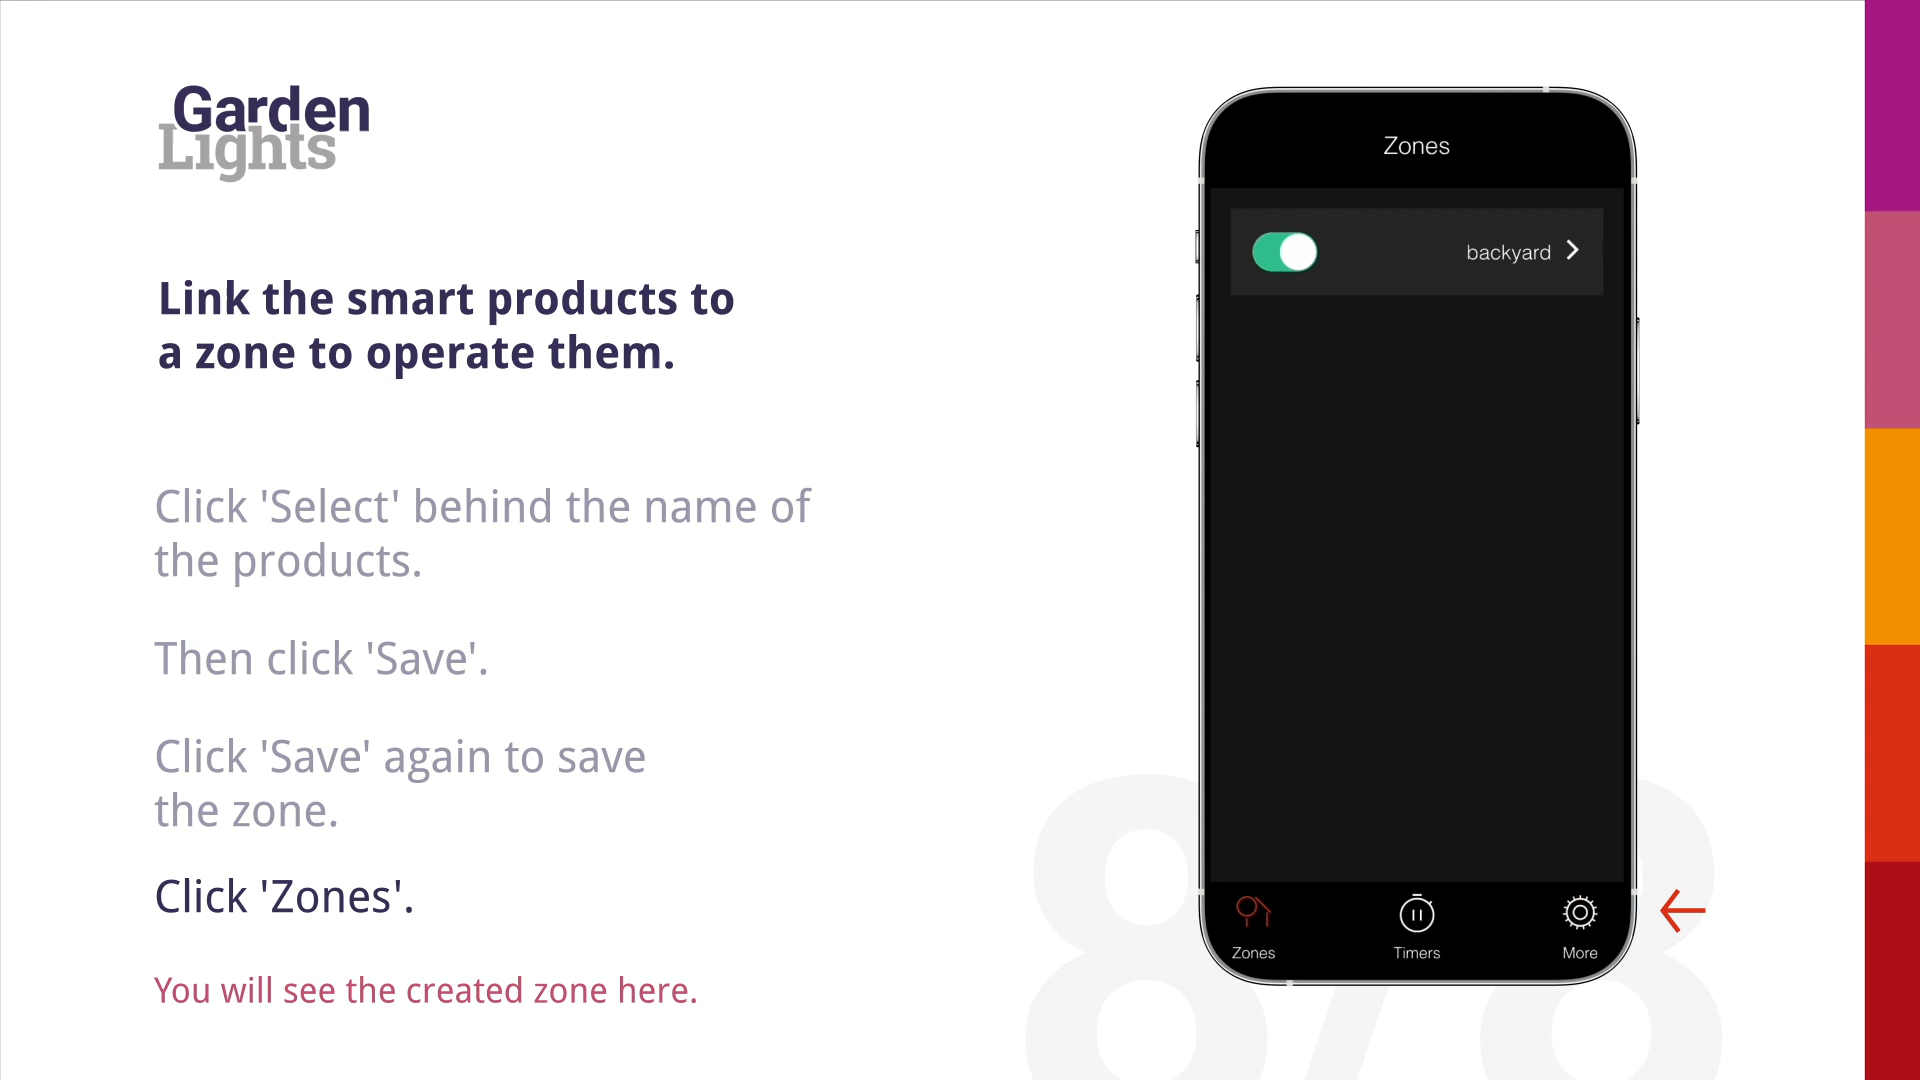 Garden
Lights
Link the smart products to
a zone to operate them.
Click 'Select' behind the name of
the products.
Then click 'Save'.
Click 'Save' again to save
the zone.
Click 'Zones'.
You will see the created zone here.
Zones
backyard
Zones
Timers
More
8/8